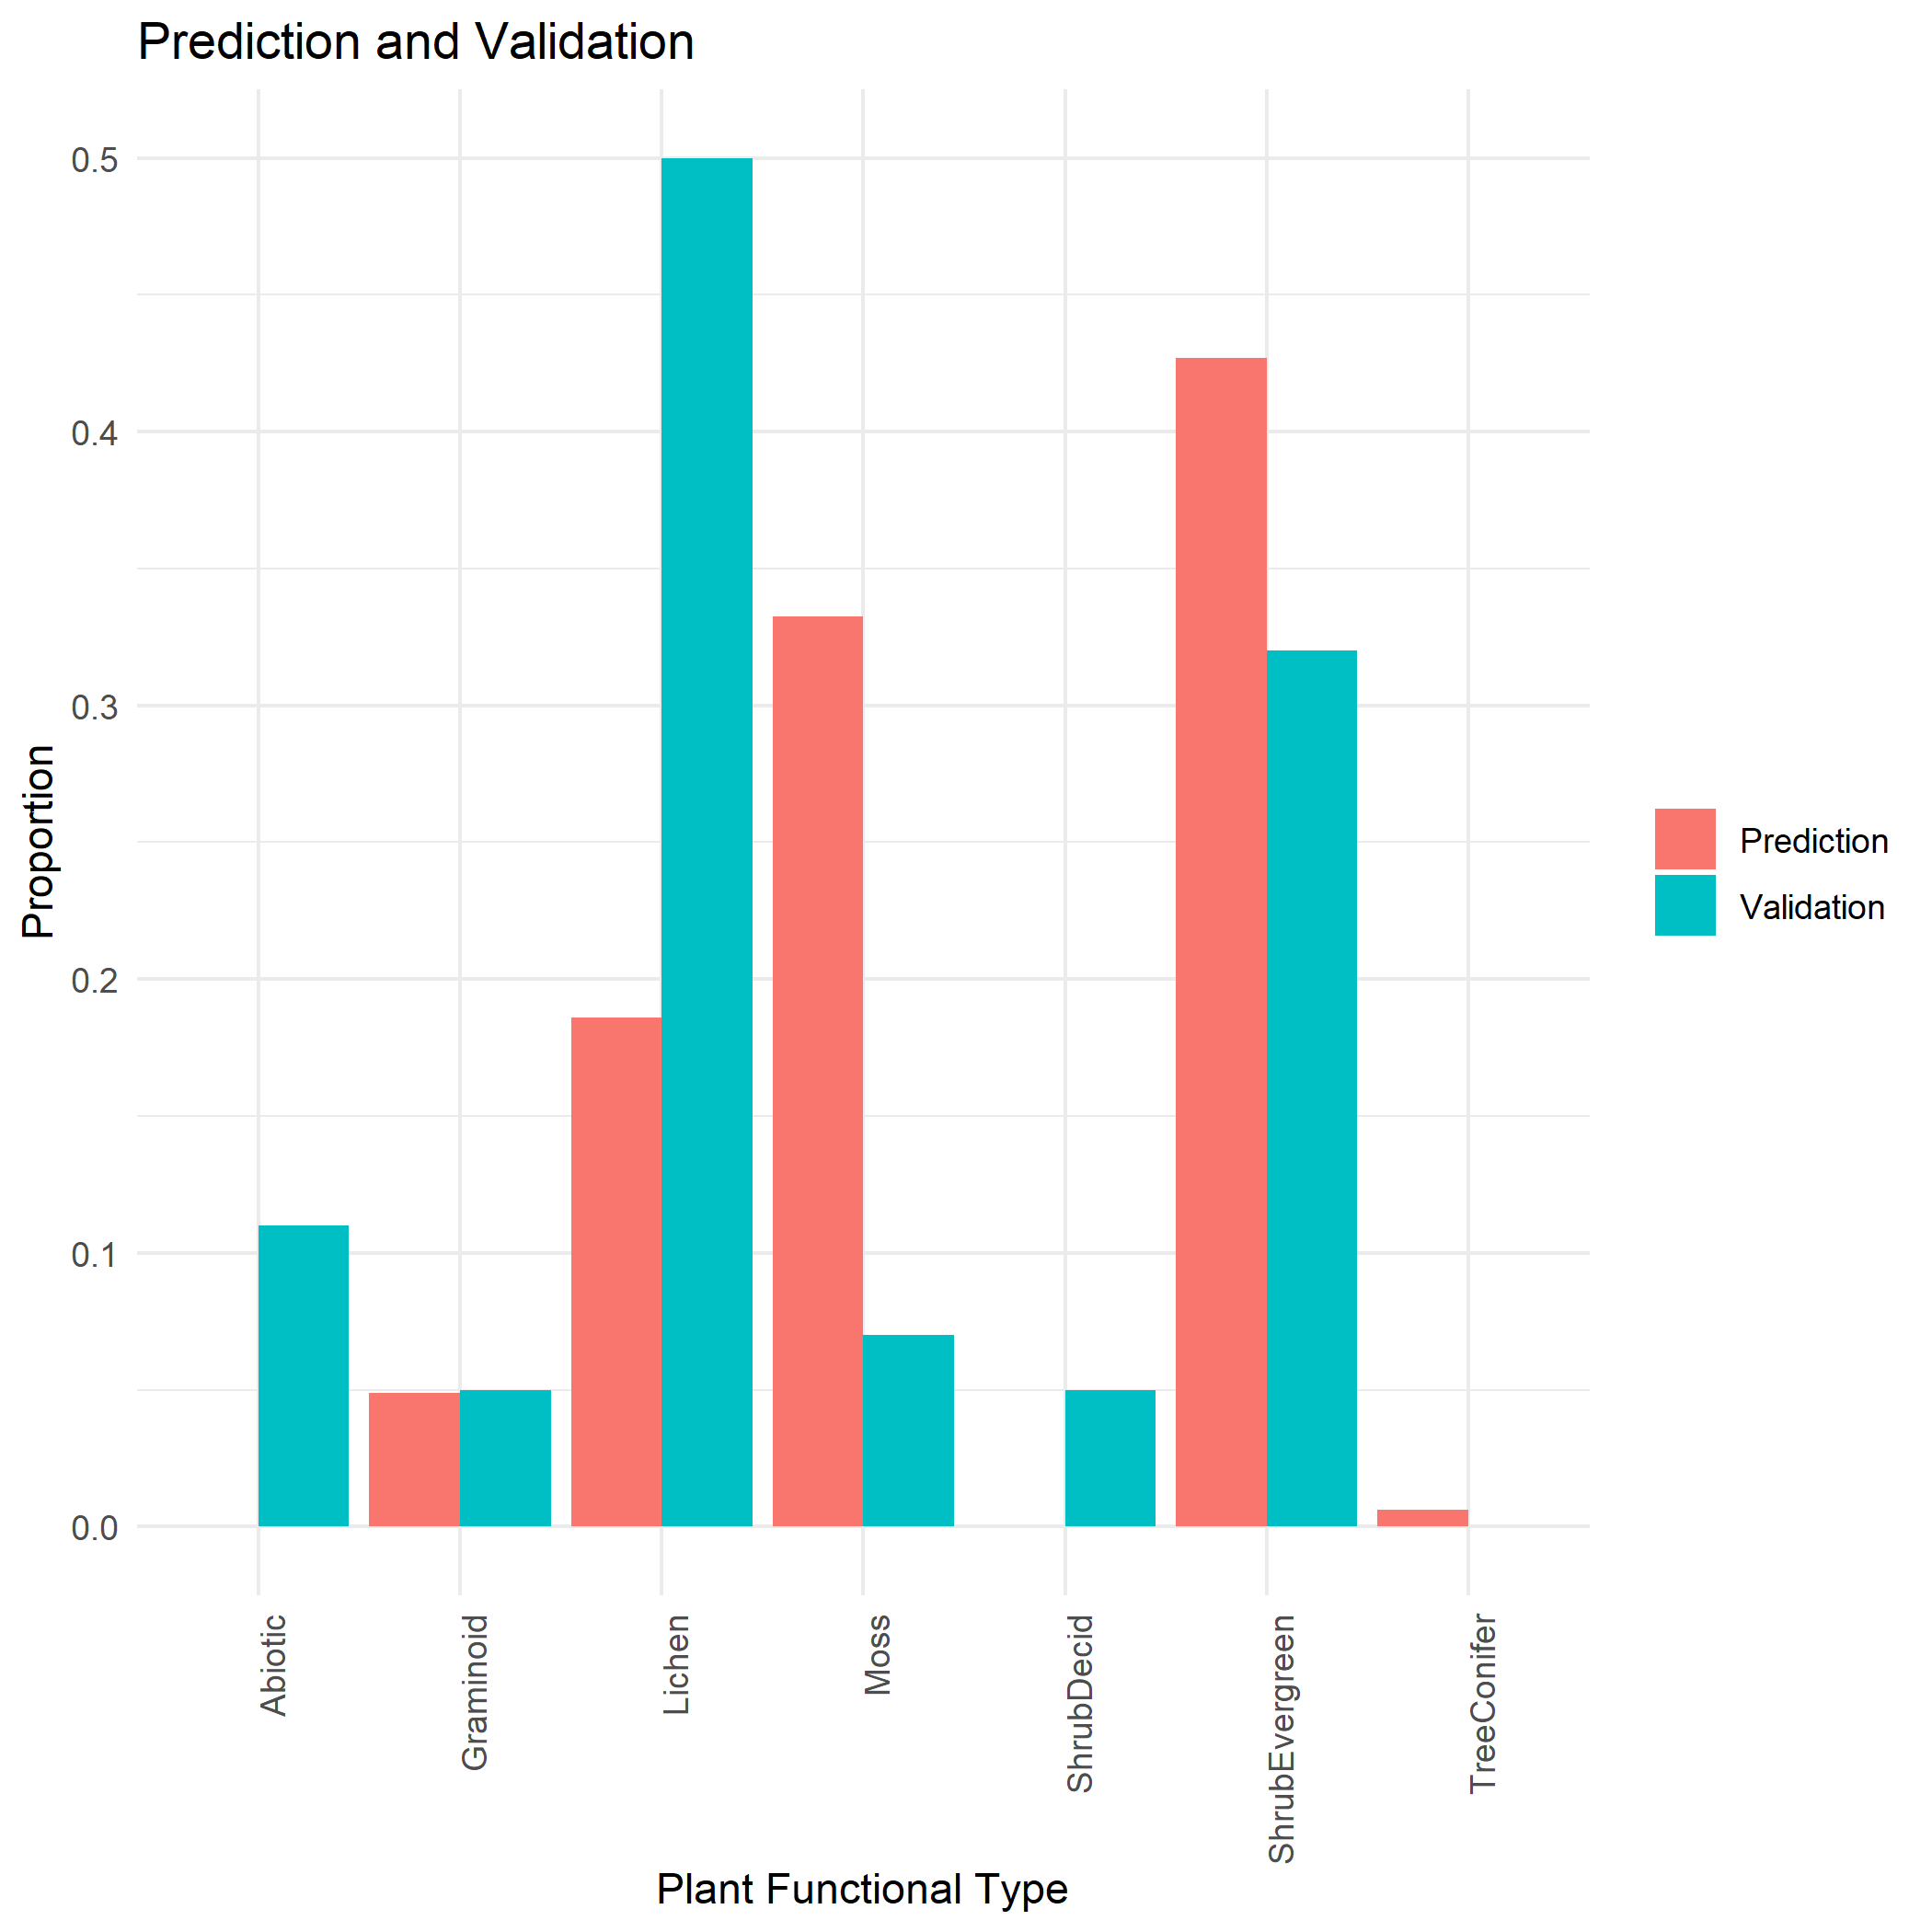 Prediction and Validation
Proportion
0.5
0.4
0.3
0.2
0.1
0.0
Abiotic
Graminoid
Lichen
Moss
ShrubDecid
ShrubEvergreen
TreeConifer
Plant Functional Type
Prediction
Validation